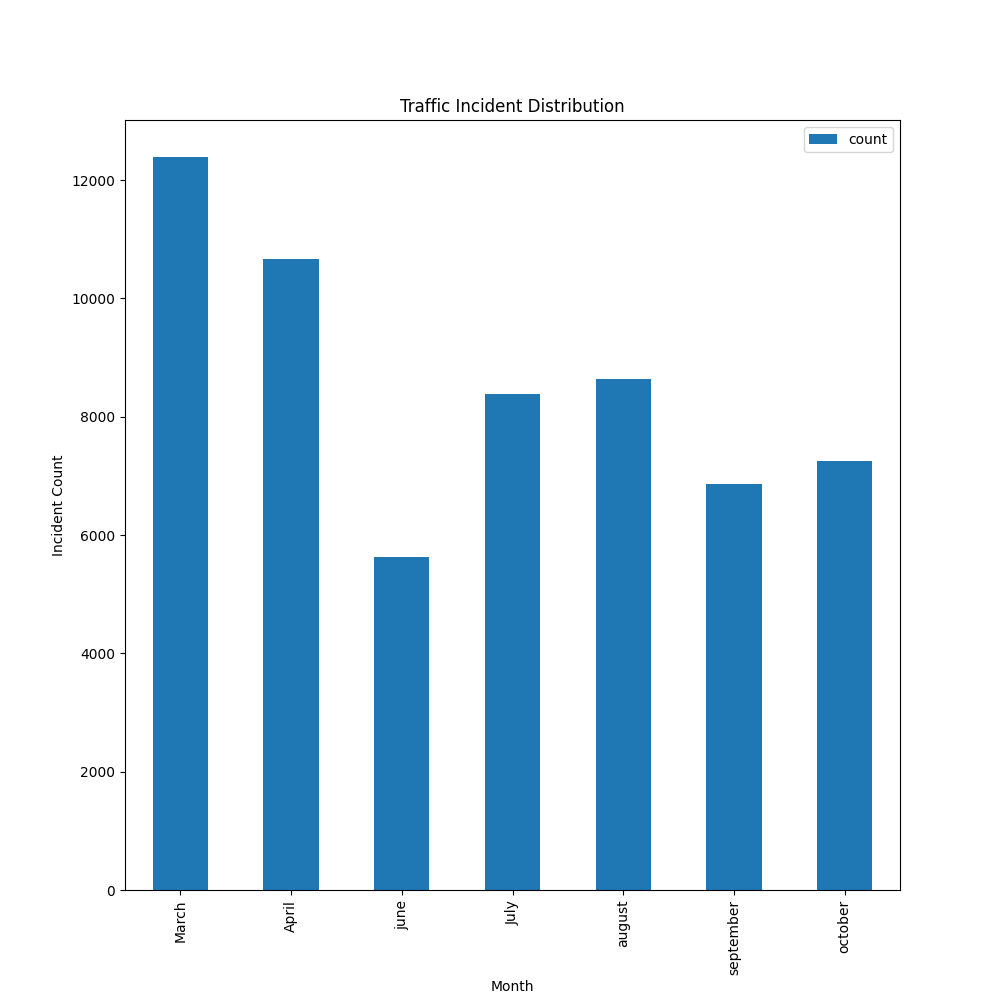 Traffic Incident Distribution
count
12000
10000
8000
6000
4000
2000
0
Incident Count
March
April
june
July
august
september
october
Month